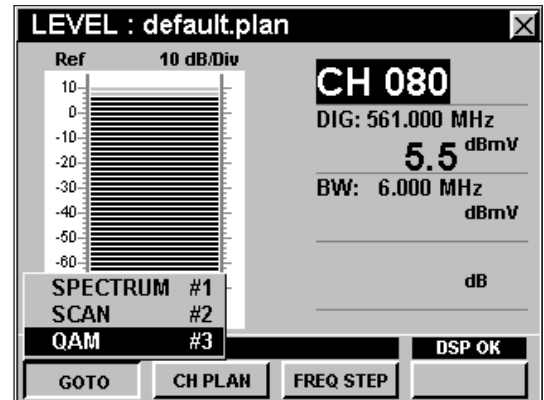 LEVEL : default.plan
Ref 10 dB/Div
10
0
-10
-20
-30
-40
-50
-60
CH 080
DIG: 561.000 MHz
5.5 dBmV
BW: 6.000 MHz
dBmV
dB
SPECTRUM #1
SCAN #2
QAM #3
DSP OK
GOTO
CH PLAN
FREQ STEP